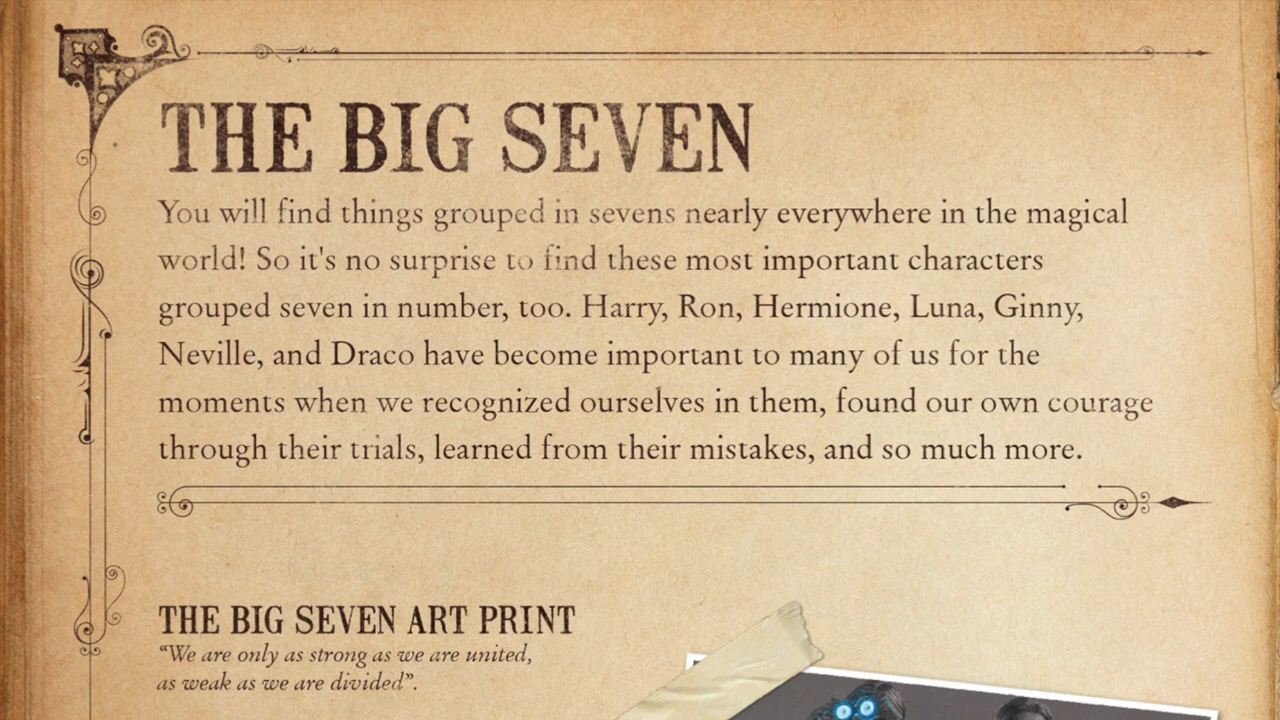 THE BIG SEVEN
You will find things grouped in sevens nearly everywhere in the magical
world! So it's no surprise to find these most important characters
grouped seven in number, too. Harry, Ron, Hermione, Luna, Ginny,
Neville, and Draco have become important to many of us for the
moments when we recognized ourselves in them, found our own courage
through their trials, learned from their mistakes, and so much more.
THE BIG SEVEN ART PRINT
“We are only as strong as we are united,
as weak as we are divided”.